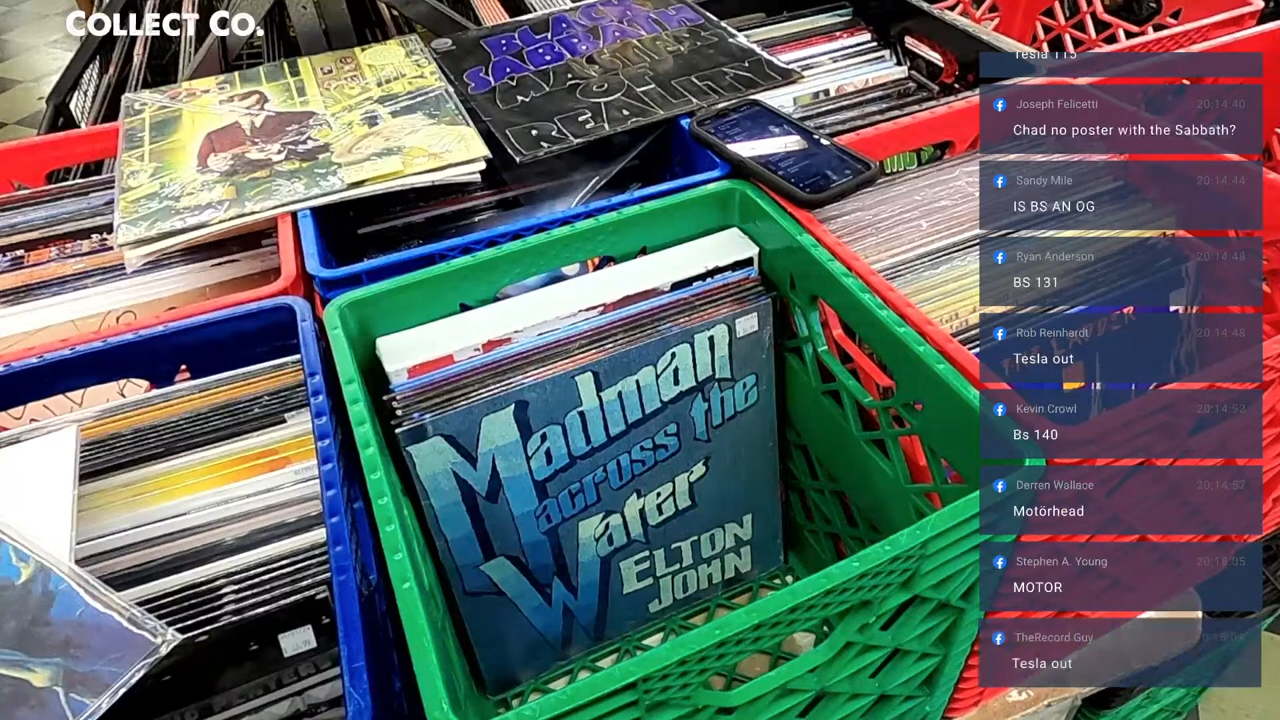 COLLECT CO.
BLACK
SABBATH
MASTER
OF
REALITY
Madman
across the
Water
ELTON
JOHN
Tesla 115
Joseph Felicetti 20:14:40
Chad no poster with the Sabbath?
Sandy Mile 20:14:44
IS BS AN OG
Ryan Anderson 20:14:48
BS 131
Rob Reinhardt 20:14:48
Tesla out
Kevin Crowl 20:14:52
Bs 140
Derren Wallace 20:14:57
Motörhead
Stephen A. Young
MOTOR
TheRecord Guy
Tesla out